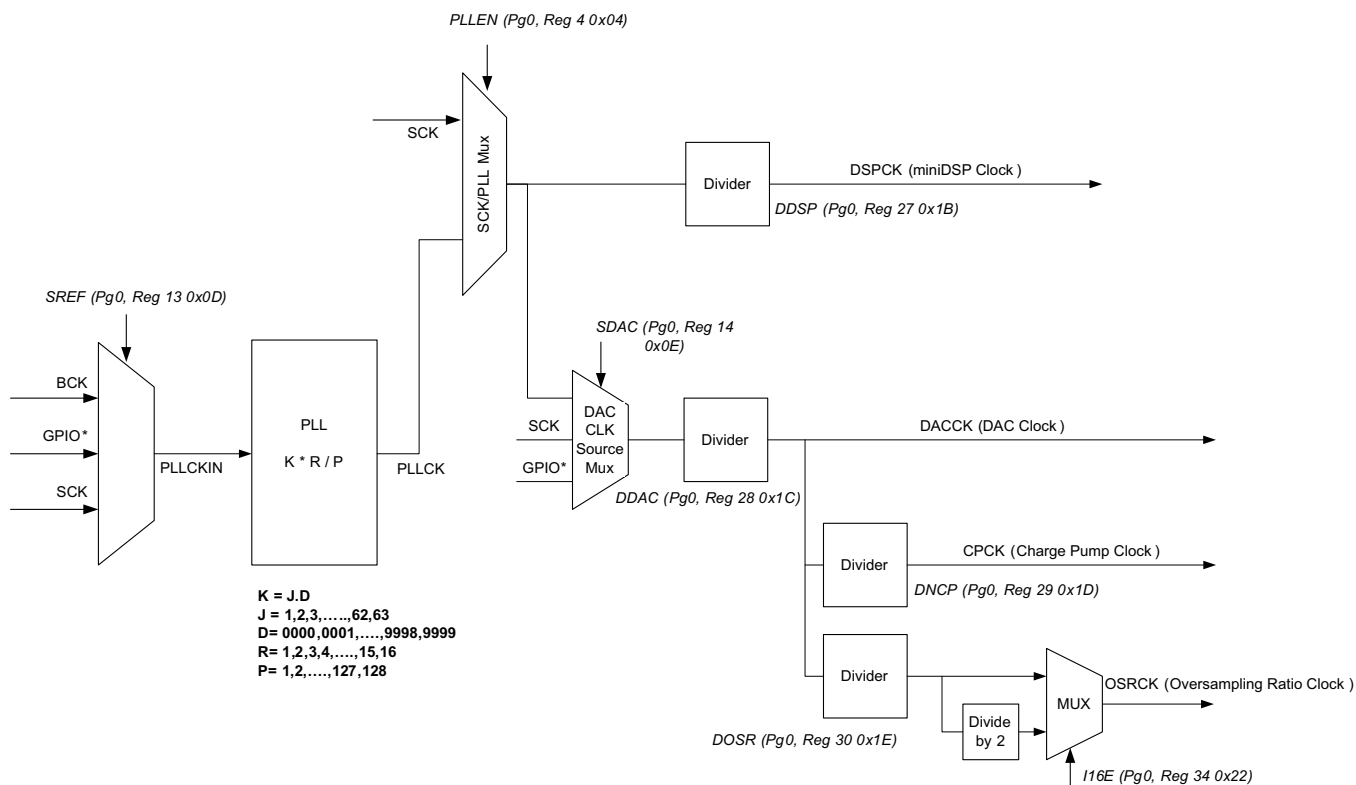 PLLEN (Pg0, Reg 4 0x04)
SCK
SCK/PLL Mux
Divider
DSPCK (miniDSP Clock )
DDSP (Pg0, Reg 27 0x1B)
SREF (Pg0, Reg 13 0x0D)
BCK
GPIO*
SCK
PLLCKIN
PLL
K * R / P
PLLCK
K = J.D
J = 1,2,3,…..,62,63
D= 0000,0001,….,9998,9999
R= 1,2,3,4,….,15,16
P= 1,2,….,127,128
SDAC (Pg0, Reg 14
0x0E)
SCK
GPIO*
DAC
CLK
Source
Mux
Divider
DDAC (Pg0, Reg 28 0x1C)
DACCK (DAC Clock )
Divider
CPCK (Charge Pump Clock )
DNCP (Pg0, Reg 29 0x1D)
Divider
DOSR (Pg0, Reg 30 0x1E)
Divide
by 2
MUX
OSRCK (Oversampling Ratio Clock )
I16E (Pg0, Reg 34 0x22)